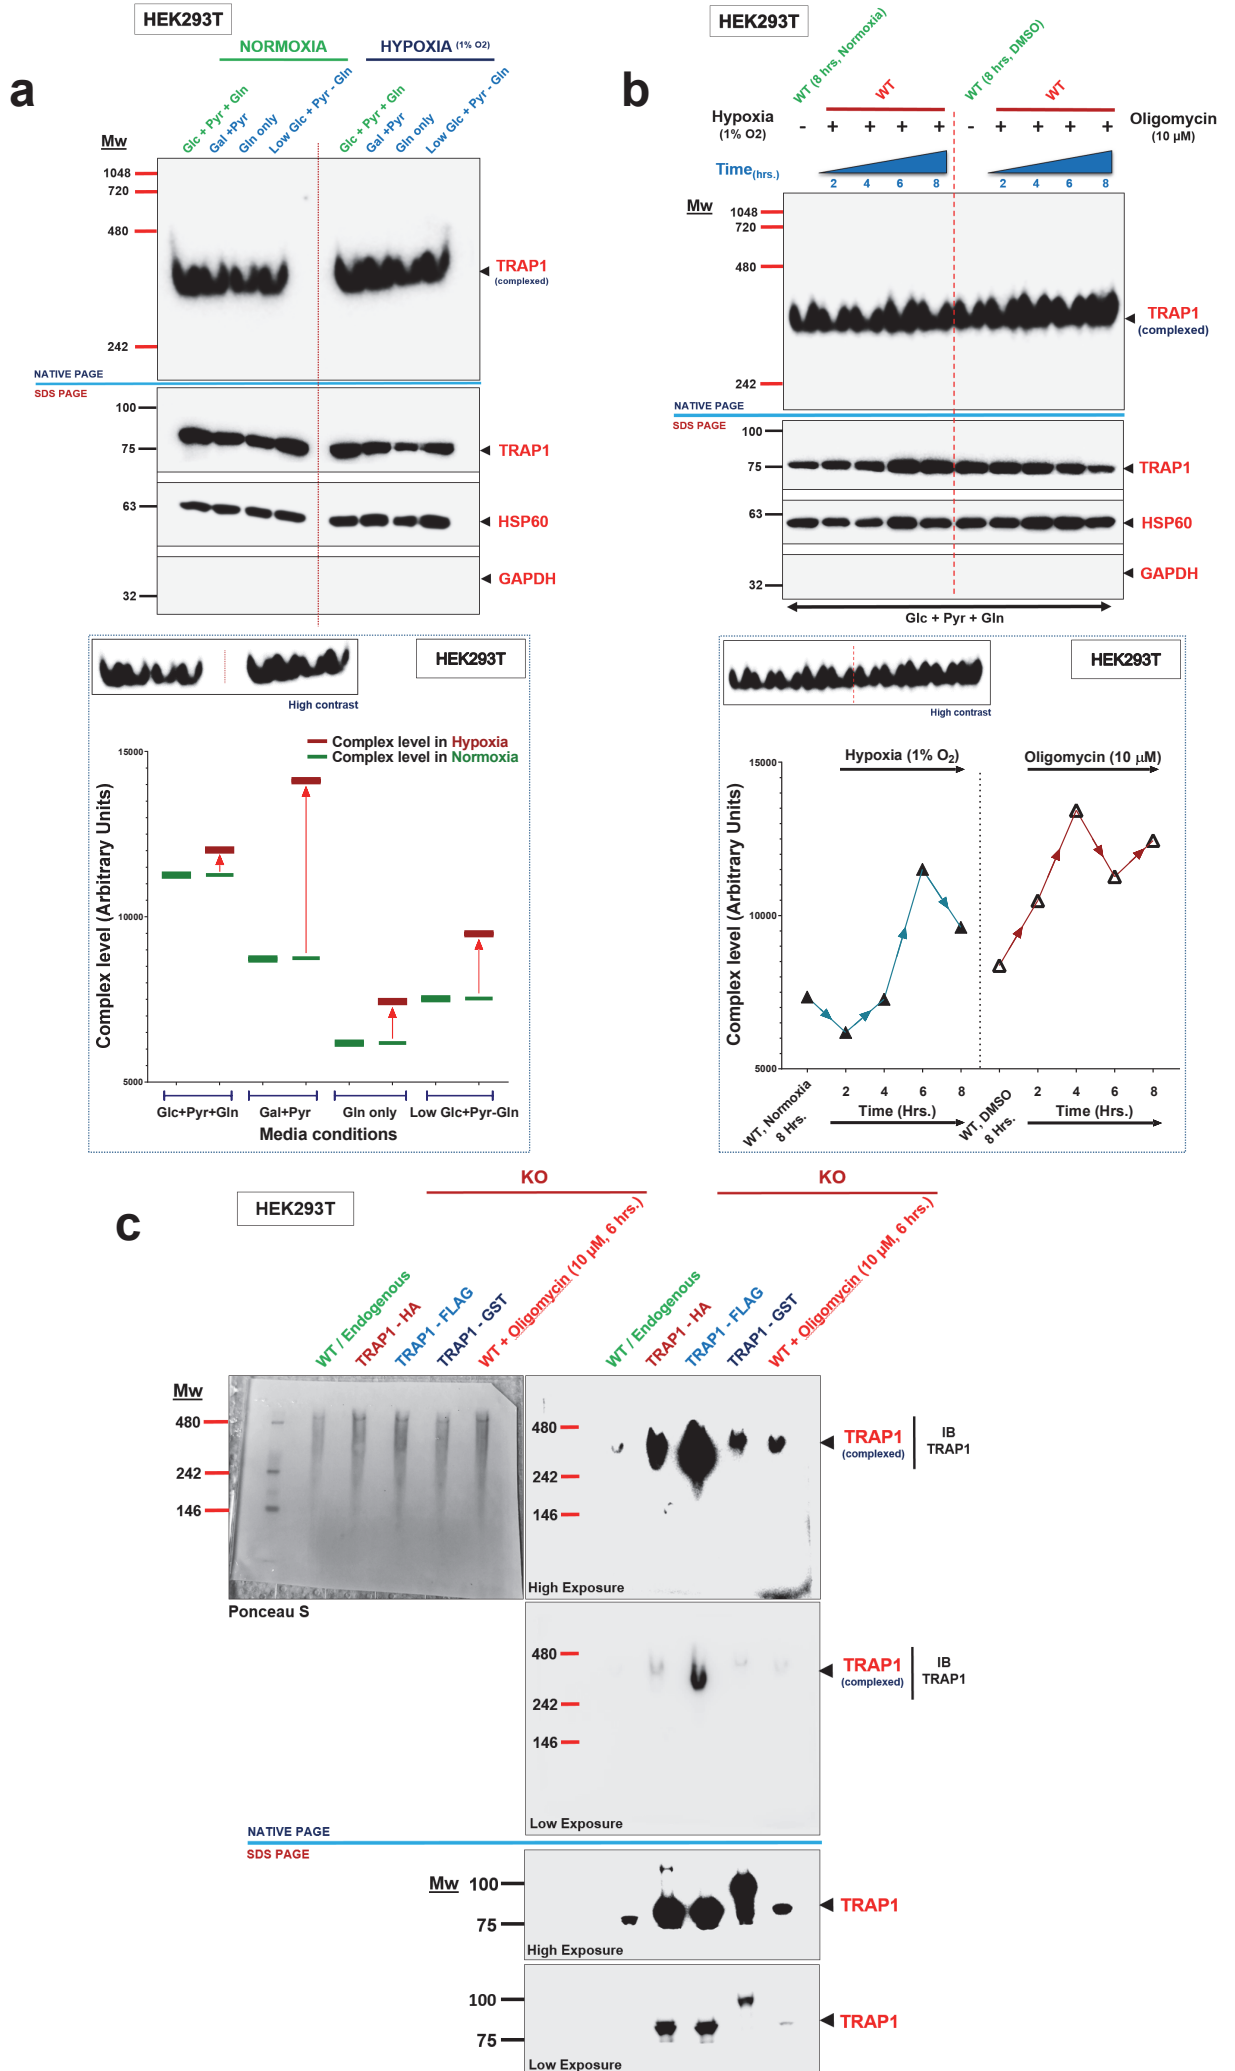 HEK293T
NORMOXIA
HYPOXIA (1% O2)
a
Glc + Pyr + Gln
Gal +Pyr
Gln only
Low Glc + Pyr - Gln
Glc + Pyr + Gln
Gal +Pyr
Gln only
Low Glc + Pyr - Gln
Mw
1048
720
480
242
TRAP1
(complexed)
NATIVE PAGE
SDS PAGE
100
75
TRAP1
63
HSP60
GAPDH
32
HEK293T
High contrast
Complex level in Hypoxia
Complex level in Normoxia
15000
10000
5000
Complex level (Arbitrary Units)
Glc+Pyr+Gln
Gal+Pyr
Gln only
Low Glc+Pyr-Gln
Media conditions
HEK293T
b
WT (8 hrs, Normoxia)
WT
WT (8 hrs, DMSO)
WT
Hypoxia
(1% O2)
- + + + + - + + + +
Oligomycin
(10 µM)
Time(hrs.)
2 4 6 8 2 4 6 8
Mw
1048
720
480
242
TRAP1
(complexed)
NATIVE PAGE
SDS PAGE
100
75
TRAP1
63
HSP60
GAPDH
32
Glc + Pyr + Gln
HEK293T
High contrast
Hypoxia (1% O2)
Oligomycin (10 µM)
15000
10000
5000
Complex level (Arbitrary Units)
WT, Normoxia
8 Hrs.
2 4 6 8
Time (Hrs.)
WT, DMSO
8 Hrs.
2 4 6 8
Time (Hrs.)
c
HEK293T
KO
KO
WT / Endogenous
TRAP1 - HA
TRAP1 - FLAG
TRAP1 - GST
WT + Oligomycin (10 µM, 6 hrs.)
WT / Endogenous
TRAP1 - HA
TRAP1 - FLAG
TRAP1 - GST
WT + Oligomycin (10 µM, 6 hrs.)
Mw
480
242
146
Ponceau S
480
242
146
High Exposure
TRAP1
(complexed)
IB
TRAP1
480
242
146
Low Exposure
TRAP1
(complexed)
IB
TRAP1
NATIVE PAGE
SDS PAGE
Mw
100
75
High Exposure
TRAP1
100
75
Low Exposure
TRAP1